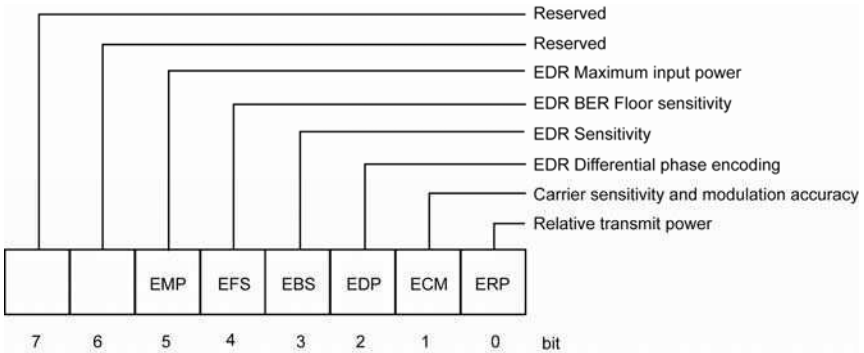 Reserved
Reserved
EDR Maximum input power
EDR BER Floor sensitivity
EDR Sensitivity
EDR Differential phase encoding
Carrier sensitivity and modulation accuracy
Relative transmit power
EMP EFS EBS EDP ECM ERP
7 6 5 4 3 2 1 0 bit